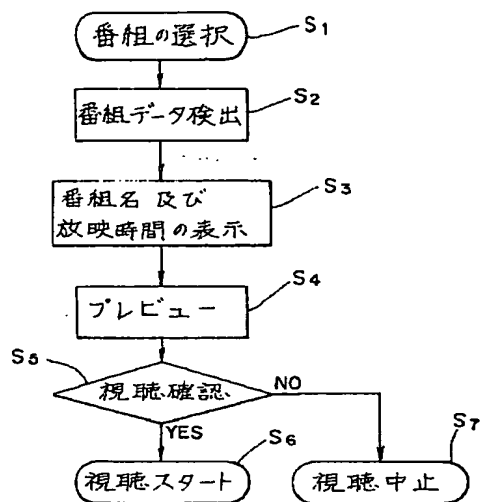 番組の選択
S1
番組データ検出
S2
番組名 及び
放映時間の表示
S3
プレビュー
S4
視聴確認
S5
NO
YES
視聴スタート
S6
視聴中止
S7